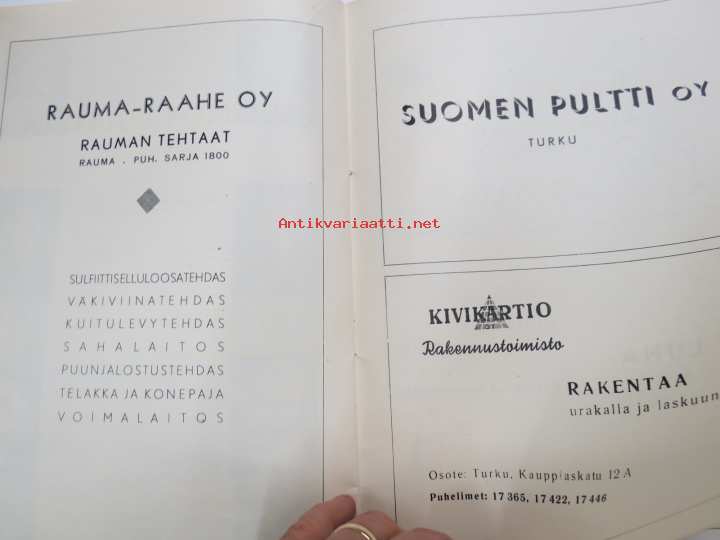 RAUMA-RAAHE OY
RAUMAN TEHTAAT
RAUMA . PUH. SARJA 1800
SULFIITTISELLULOOSATEHDAS
VÄKIVIINATEHDAS
KUITULEVYTEHDAS
SAHALAITOS
PUUNJALOSTUSTEHDAS
TELAKKA JA KONEPAJA
VOIMALAITOS
SUOMEN PULTTI OY
TURKU
Antikvariaatti.net
KIVIKARTIO
Rakennustoimisto
RAKENTAA
urakalla ja laskuun
Osote: Turku, Kauppiaskatu 12 A
Puhelimet: 17 365, 17 422, 17 446